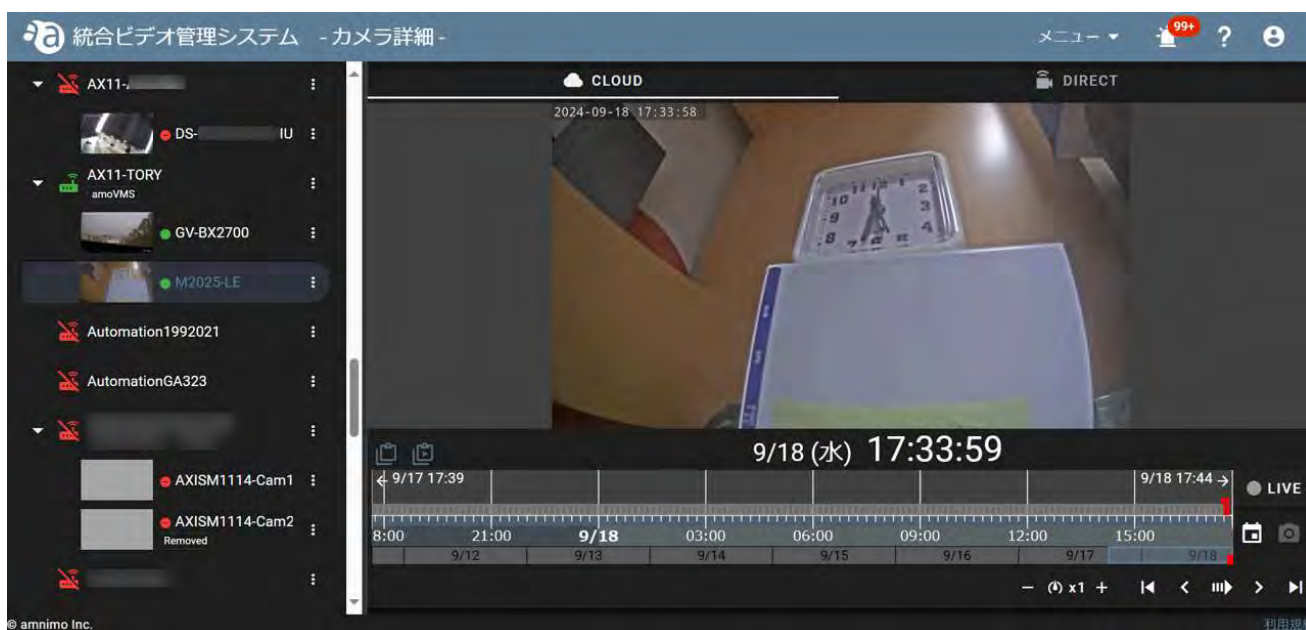 統合ビデオ管理システム - カメラ詳細 -
メニュー
99+
?
AX11-
DS- IU
AX11-TORY
amoVMS
GV-BX2700
M2025-LE
Automation1992021
AutomationGA323
AXISM1114-Cam1
AXISM1114-Cam2
Removed
CLOUD
DIRECT
2024-09-18 17:33:58
9/18 (水) 17:33:59
← 9/17 17:39
9/18 17:44 →
LIVE
8:00 21:00 9/18 03:00 06:00 09:00 12:00 15:00
9/12 9/13 9/14 9/15 9/16 9/17 9/18
− x1 +
© amnimo Inc.
利用規